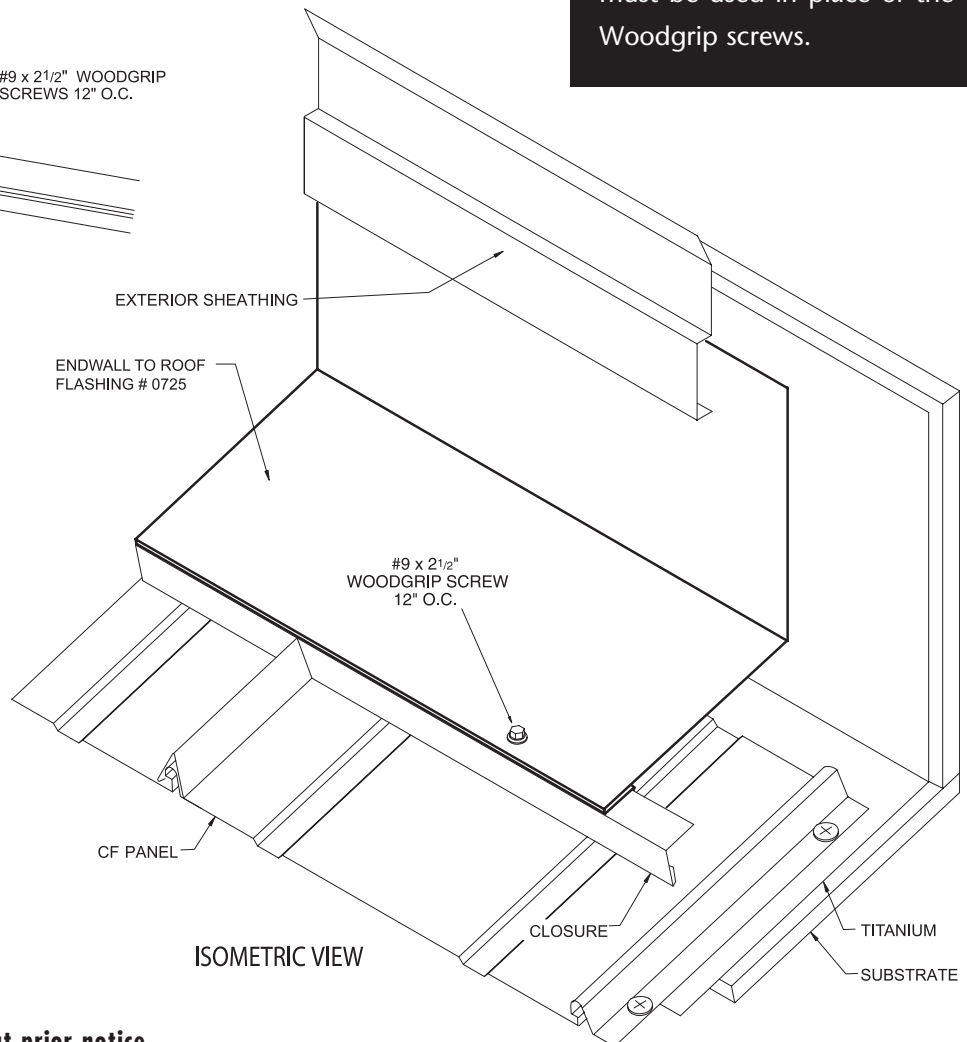 must be used in place of the
Woodgrip screws.
#9 x 21/2" WOODGRIP
SCREWS 12" O.C.
EXTERIOR SHEATHING
ENDWALL TO ROOF
FLASHING # 0725
#9 x 21/2"
WOODGRIP SCREW
12" O.C.
CF PANEL
CLOSURE
TITANIUM
SUBSTRATE
ISOMETRIC VIEW
prior notice